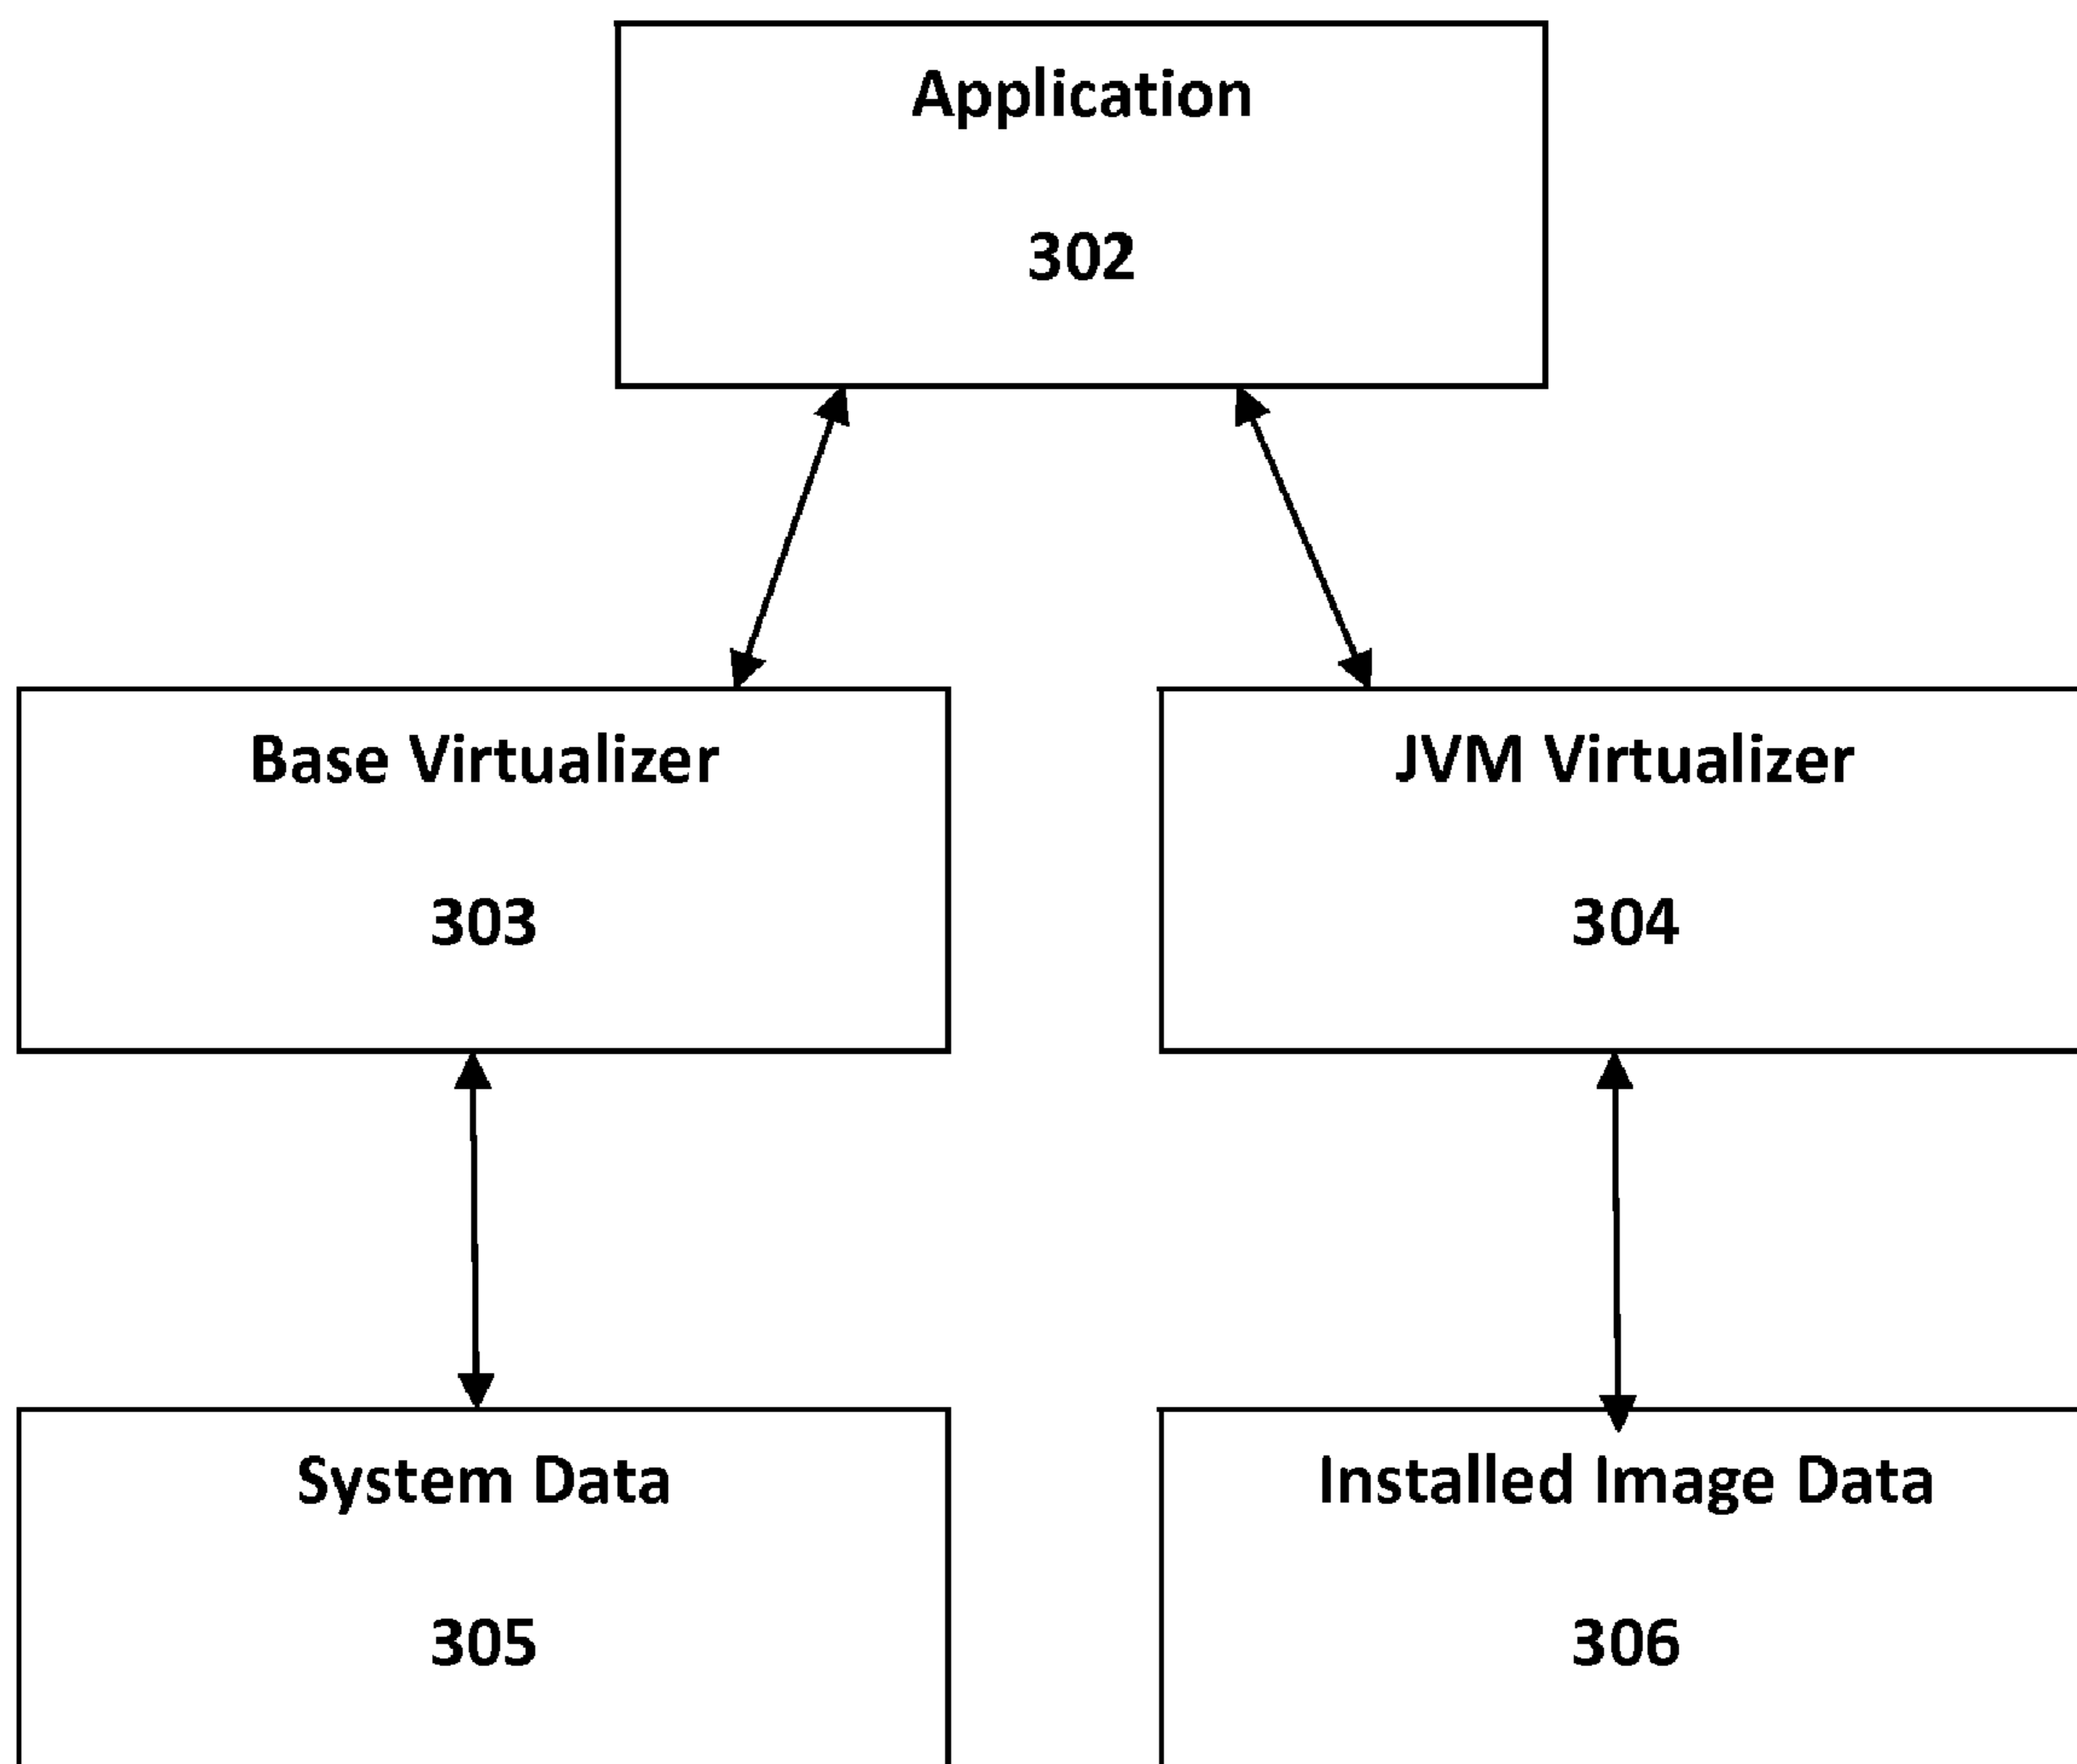 Application
302
Base Virtualizer
303
JVM Virtualizer
304
System Data
305
Installed Image Data
306